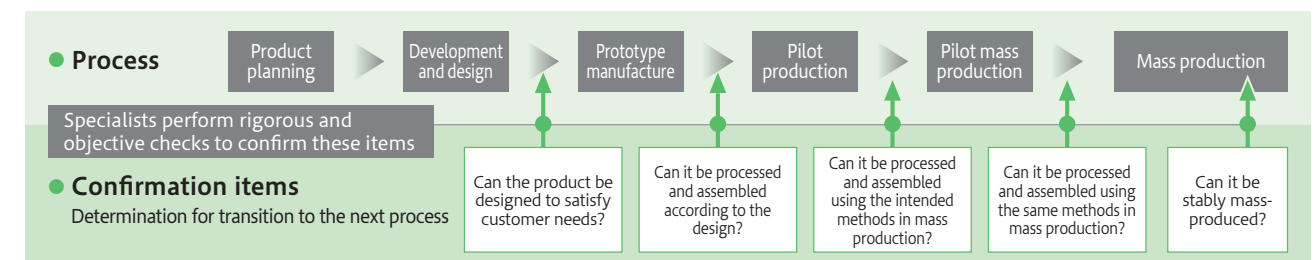 Process
Product
planning
Development
and design
Prototype
manufacture
Pilot
production
Pilot mass
production
Mass production
Specialists perform rigorous and
objective checks to confirm these items
Confirmation items
Determination for transition to the next process
Can the product be
designed to satisfy
customer needs?
Can it be processed
and assembled
according to the
design?
Can it be processed
and assembled
using the intended
methods in mass
production?
Can it be processed
and assembled using
the same methods in
mass production?
Can it be
stably mass-
produced?